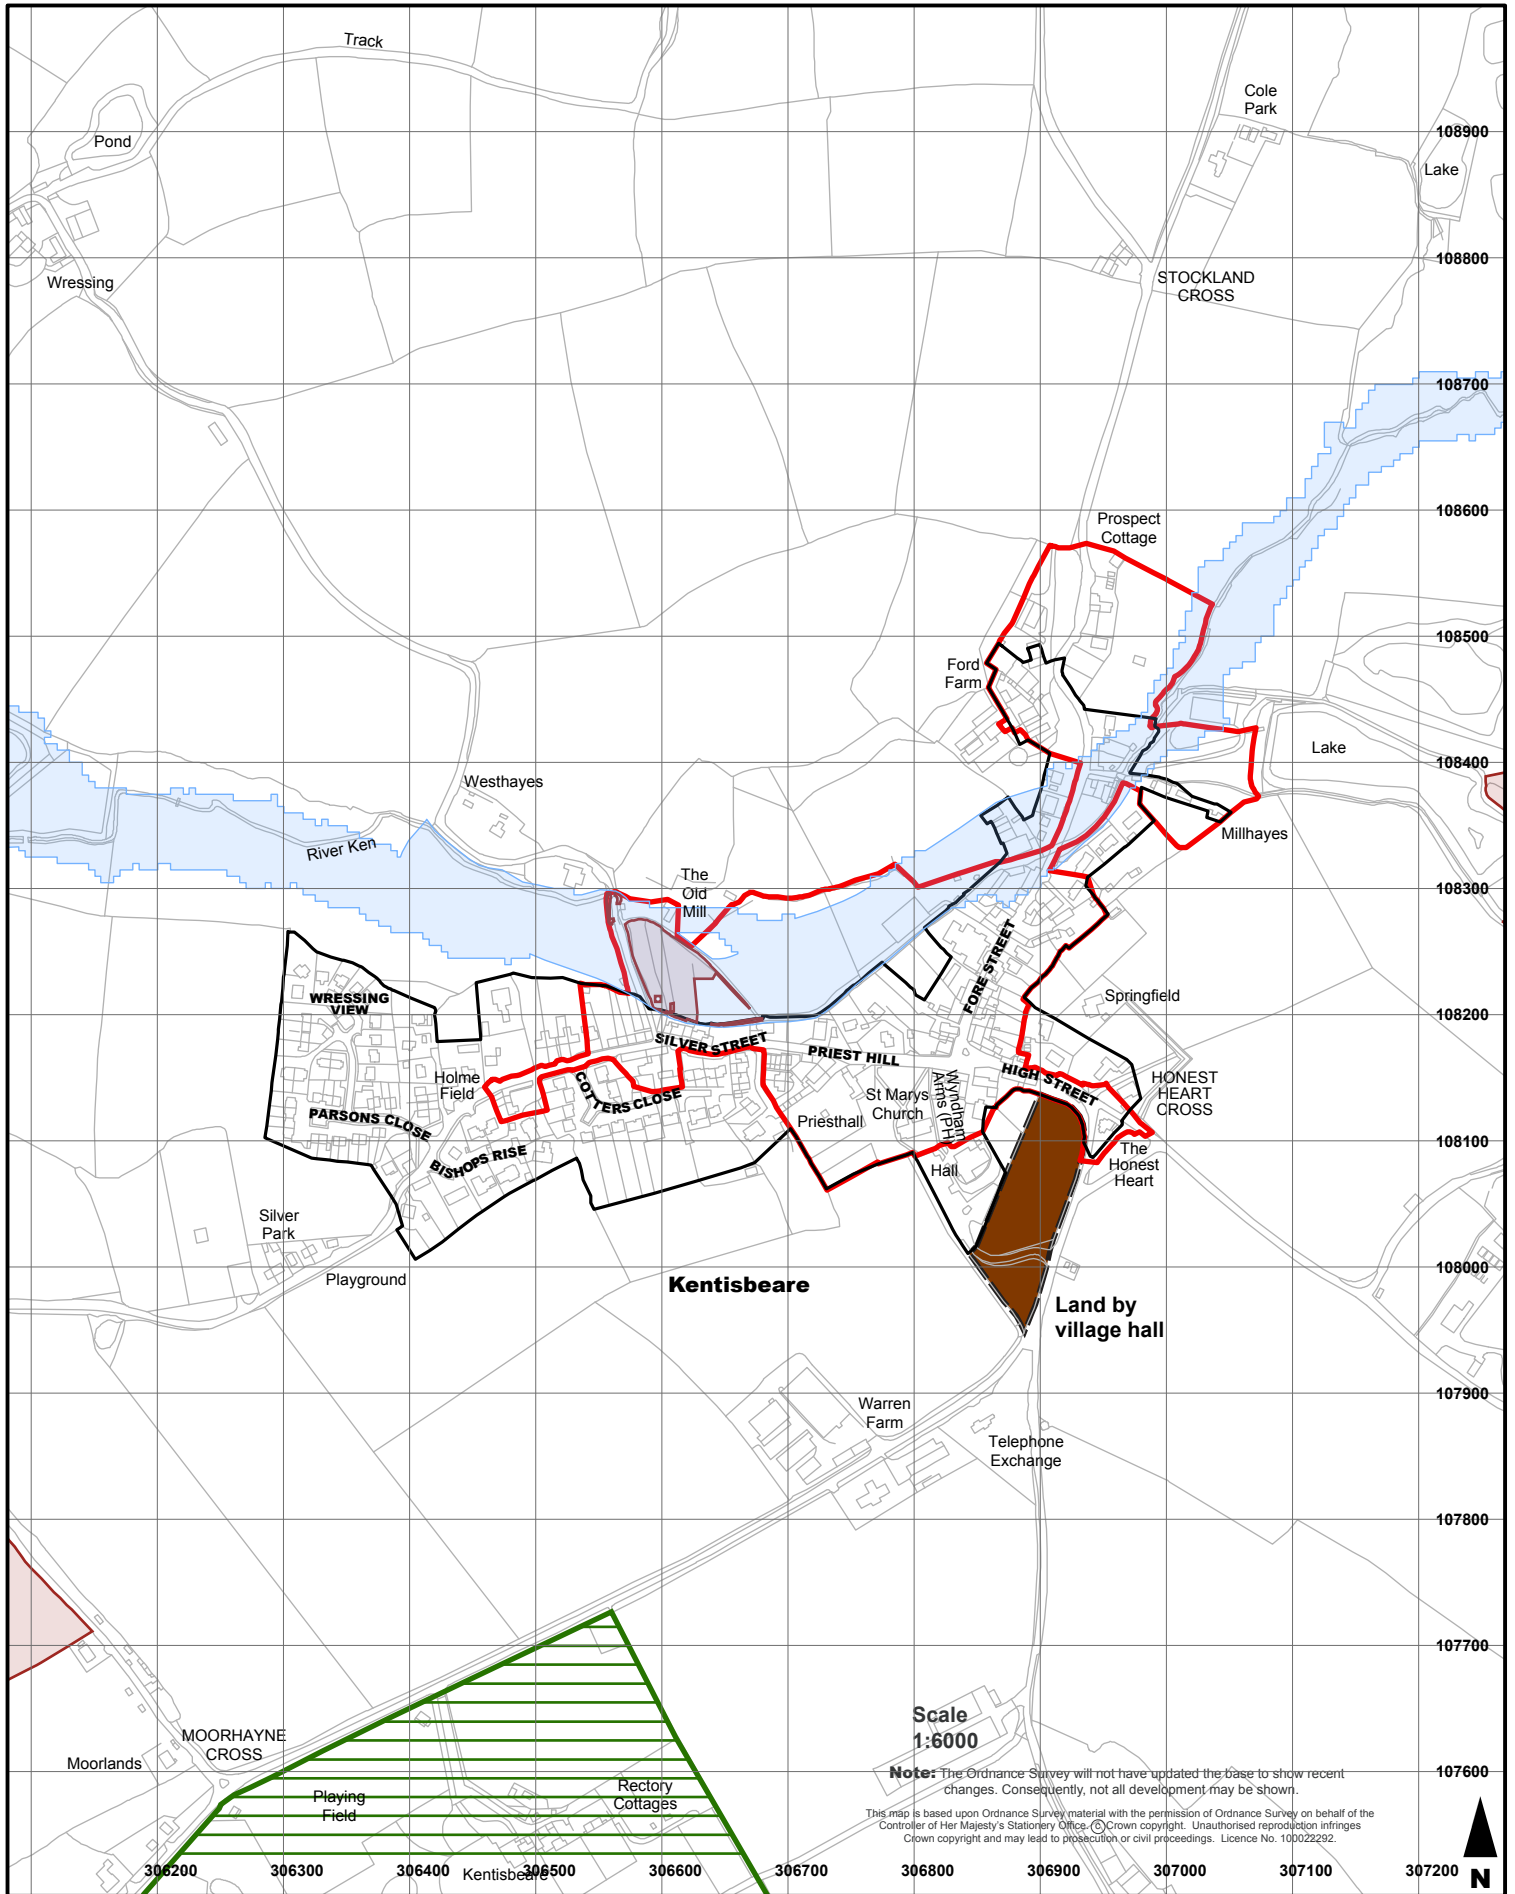 Track
Cole
Park
Pond
108900
Lake
Wressing
108800
STOCKLAND
CROSS
108700
108600
Prospect
Cottage
108500
Ford
Farm
Lake
108400
Westhayes
Millhayes
River Ken
The
Old
Mill
108300
FORE STREET
WRESSING
VIEW
Springfield
108200
SILVER STREET
PRIEST HILL
HIGH STREET
HONEST
HEART
CROSS
Holme
Field
COTTERS CLOSE
St Marys
Church
Wyndham
Arms (PH)
PARSONS CLOSE
Priesthall
108100
BISHOPS RISE
Hall
The
Honest
Heart
Silver
Park
Playground
108000
Kentisbeare
Land by
village hall
107900
Warren
Farm
Telephone
Exchange
107800
107700
MOORHAYNE
CROSS
Moorlands
Scale
1:6000
107600
Note: The Ordnance Survey will not have updated the base to show recent
changes. Consequently, not all development may be shown.
Playing
Field
Rectory
Cottages
This map is based upon Ordnance Survey material with the permission of Ordnance Survey on behalf of the
Controller of Her Majesty's Stationery Office. © Crown copyright. Unauthorised reproduction infringes
Crown copyright and may lead to prosecution or civil proceedings. Licence No. 100022292.
306200 306300 306400 306500 306600 306700 306800 306900 307000 307100 307200
Kentisbeare
N